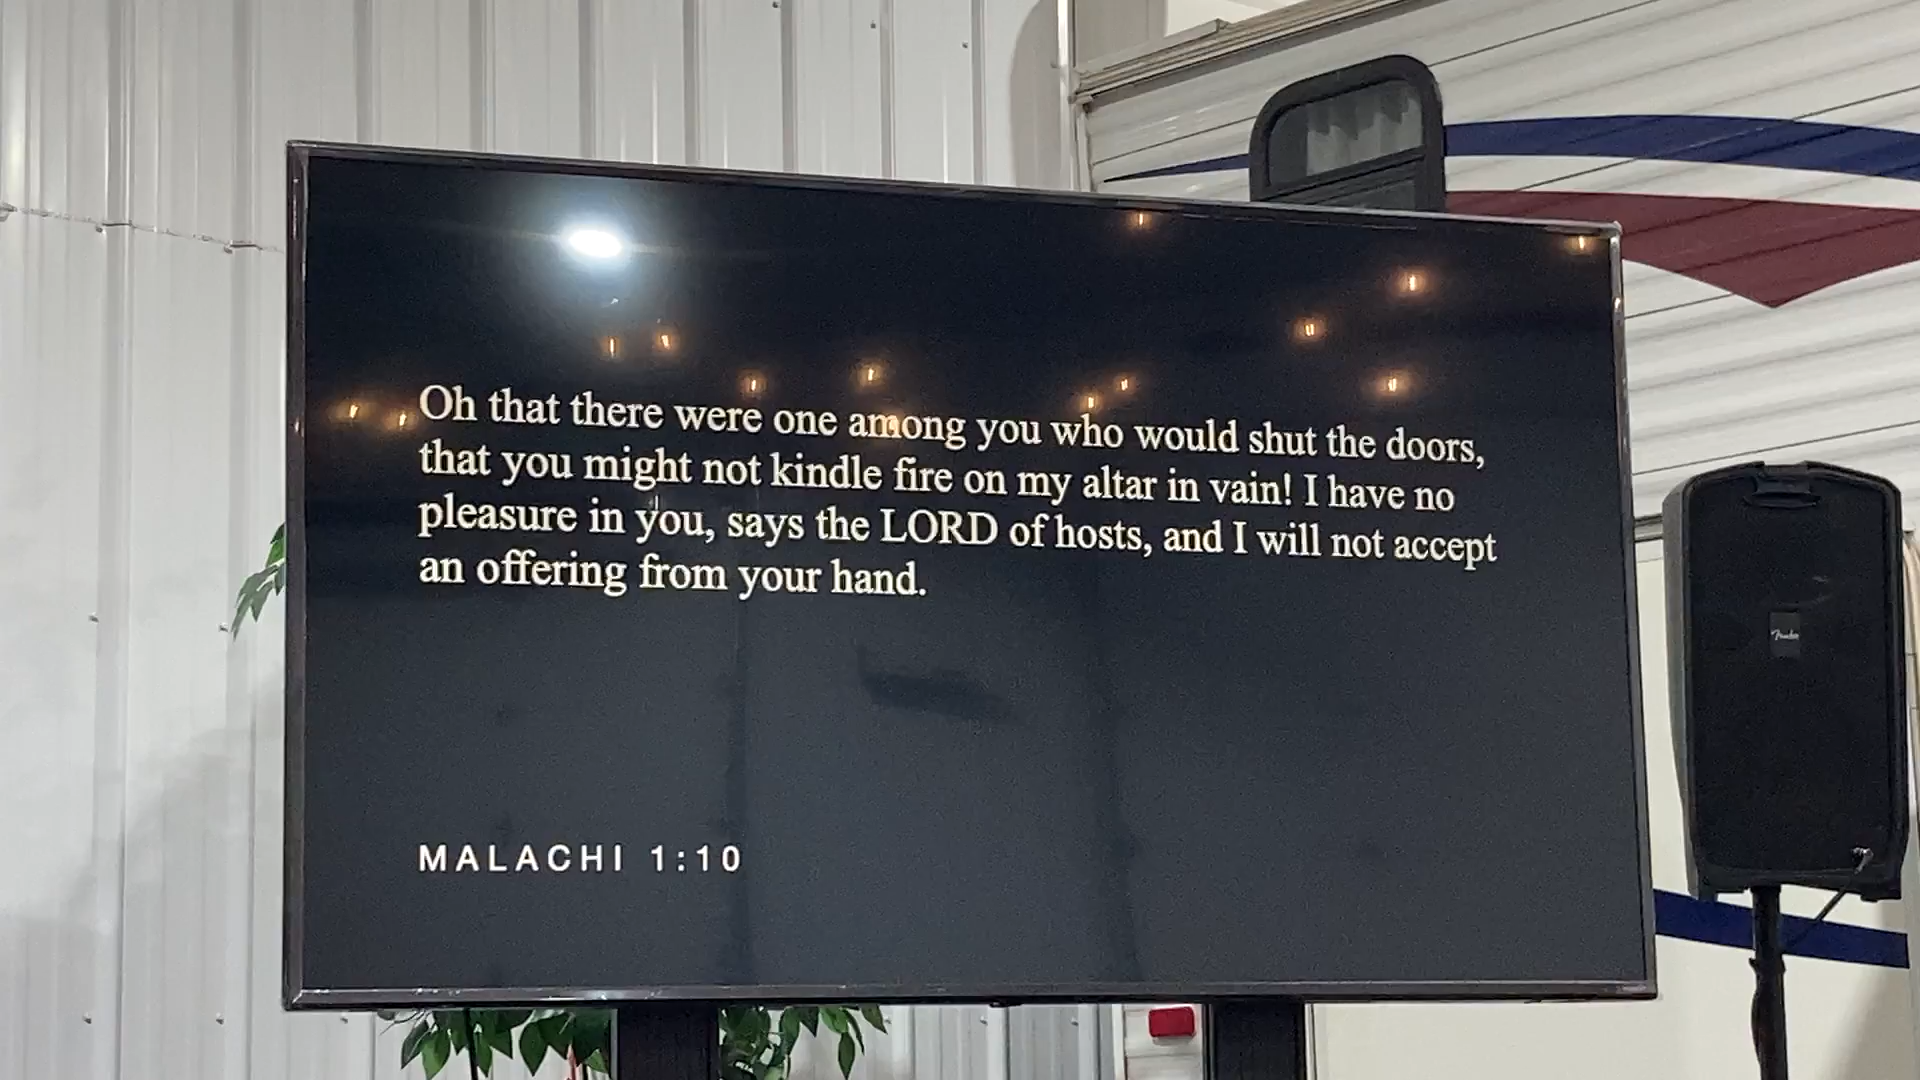 Oh that there were one among you who would shut the doors,
that you might not kindle fire on my altar in vain! I have no
pleasure in you, says the LORD of hosts, and I will not accept
an offering from your hand.
MALACHI 1:10
Fender